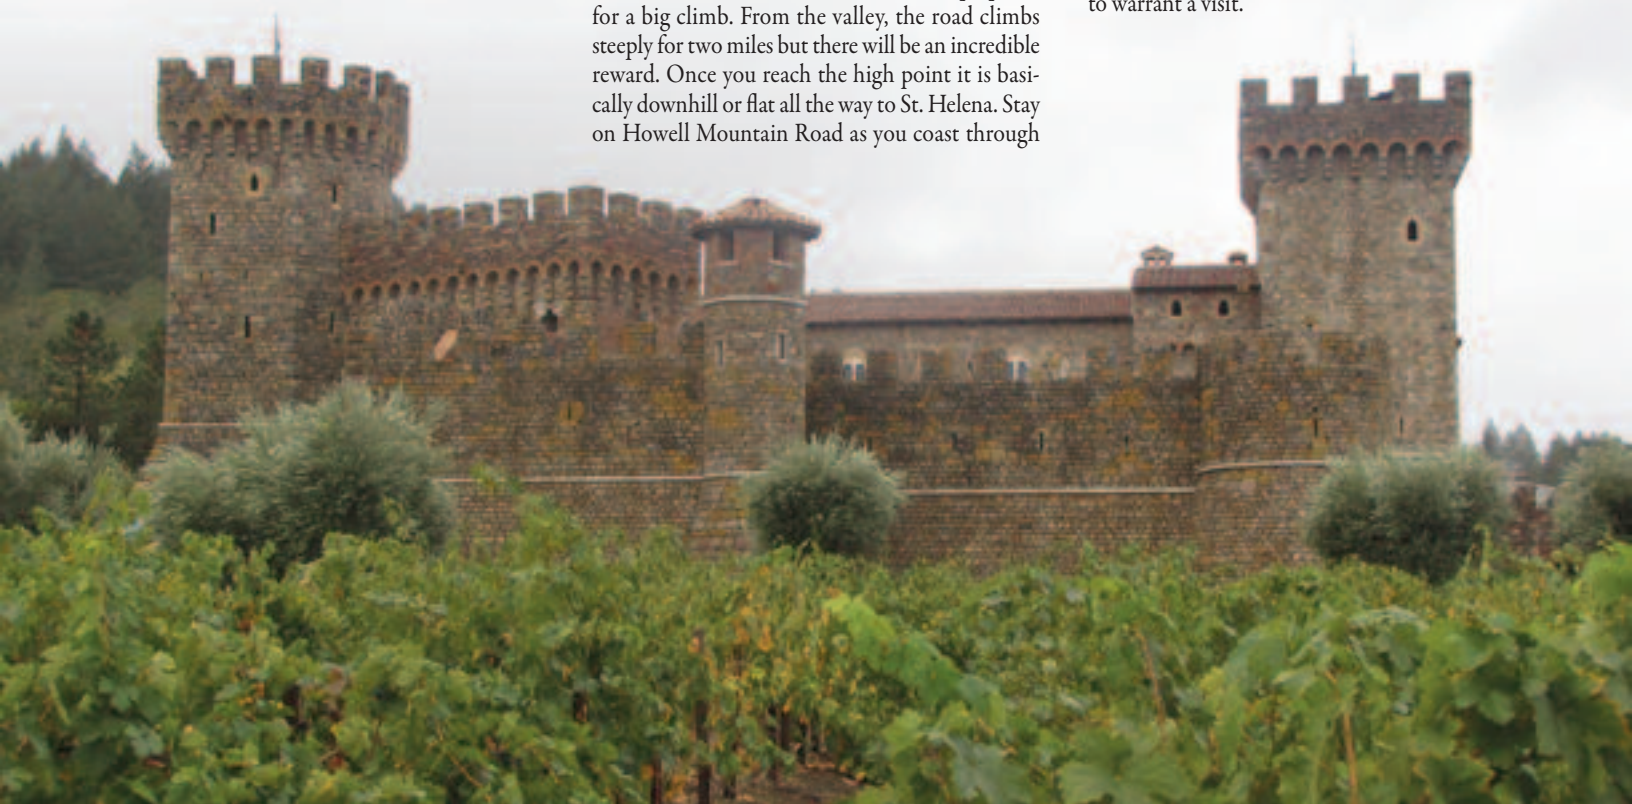 for a big climb. From the valley, the road climbs
steeply for two miles but there will be an incredible
reward. Once you reach the high point it is basi-
cally downhill or flat all the way to St. Helena. Stay
on Howell Mountain Road as you coast through
to warrant a visit.